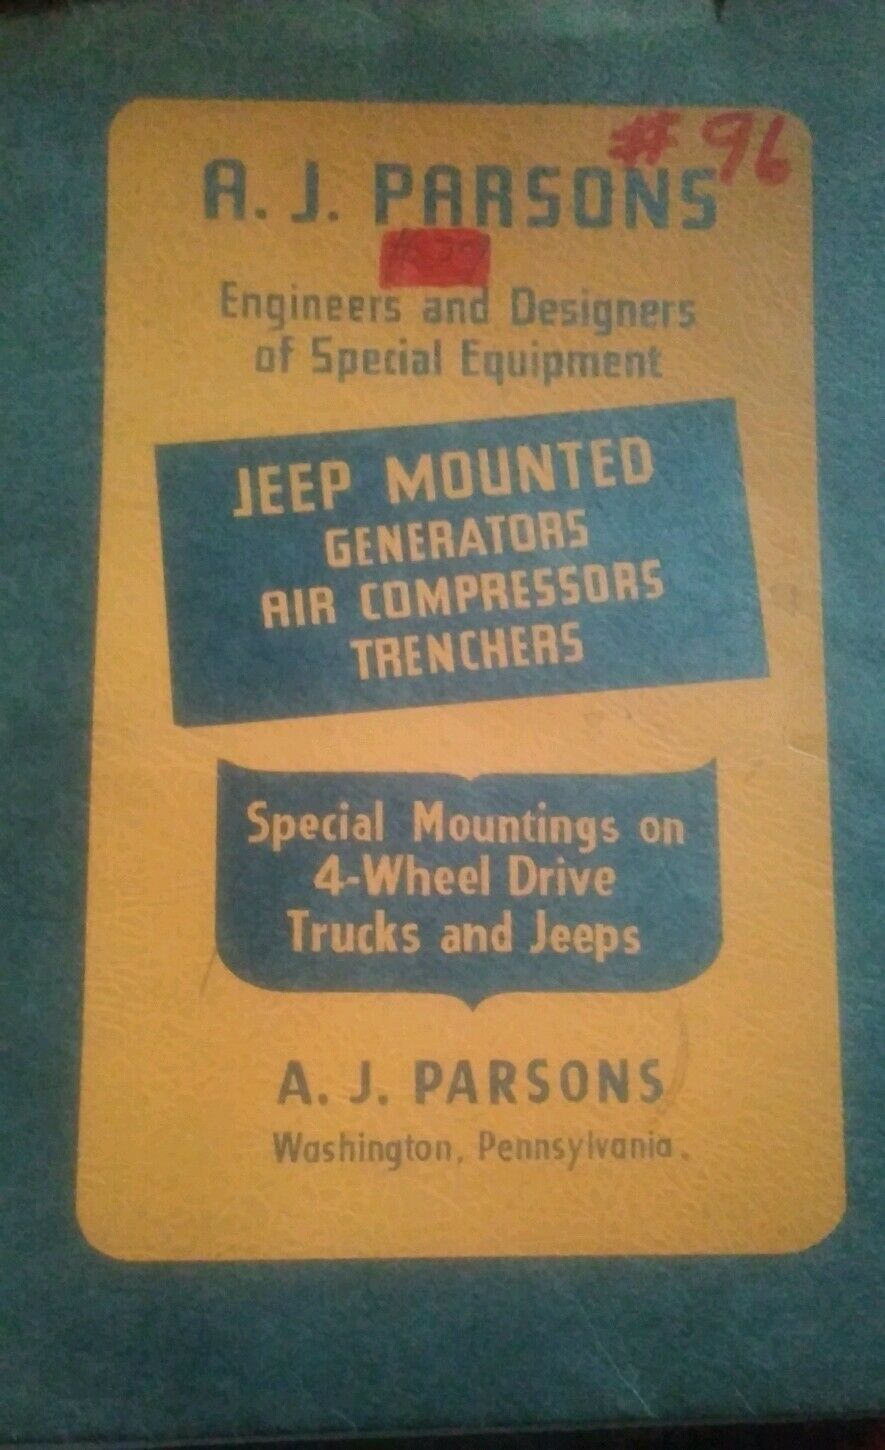 # 96
A. J. PARSONS
Engineers and Designers
of Special Equipment
JEEP MOUNTED
GENERATORS
AIR COMPRESSORS
TRENCHERS
Special Mountings on
4-Wheel Drive
Trucks and Jeeps
A. J. PARSONS
Washington, Pennsylvania.